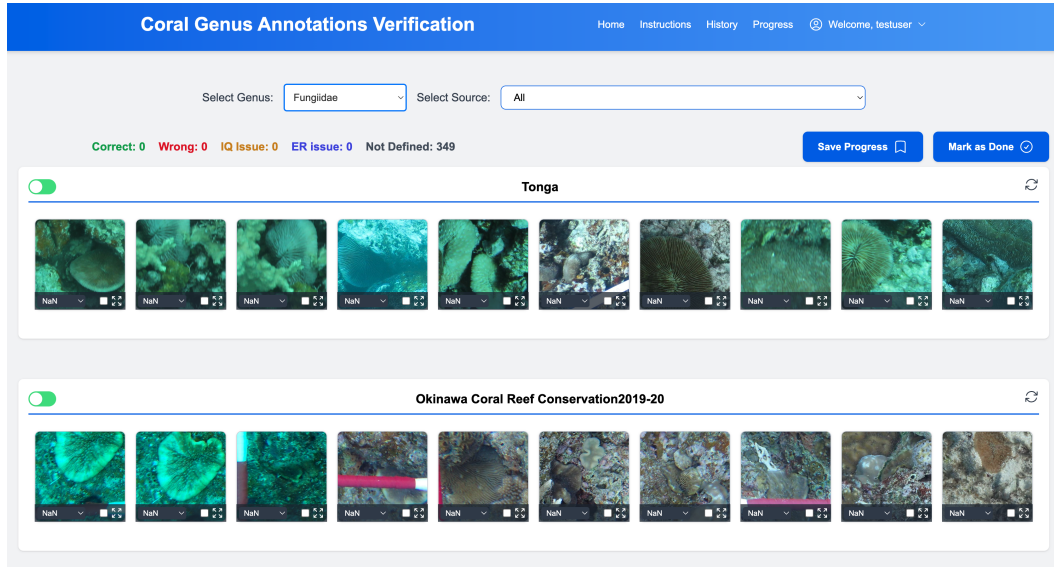 Coral Genus Annotations Verification
Home Instructions History Progress Welcome, testuser
Select Genus: Fungiidae Select Source: All
Correct: 0 Wrong: 0 IQ Issue: 0 ER issue: 0 Not Defined: 349
Save Progress Mark as Done
Tonga
NaN NaN NaN NaN NaN NaN NaN NaN NaN NaN
Okinawa Coral Reef Conservation2019-20
NaN NaN NaN NaN NaN NaN NaN NaN NaN NaN